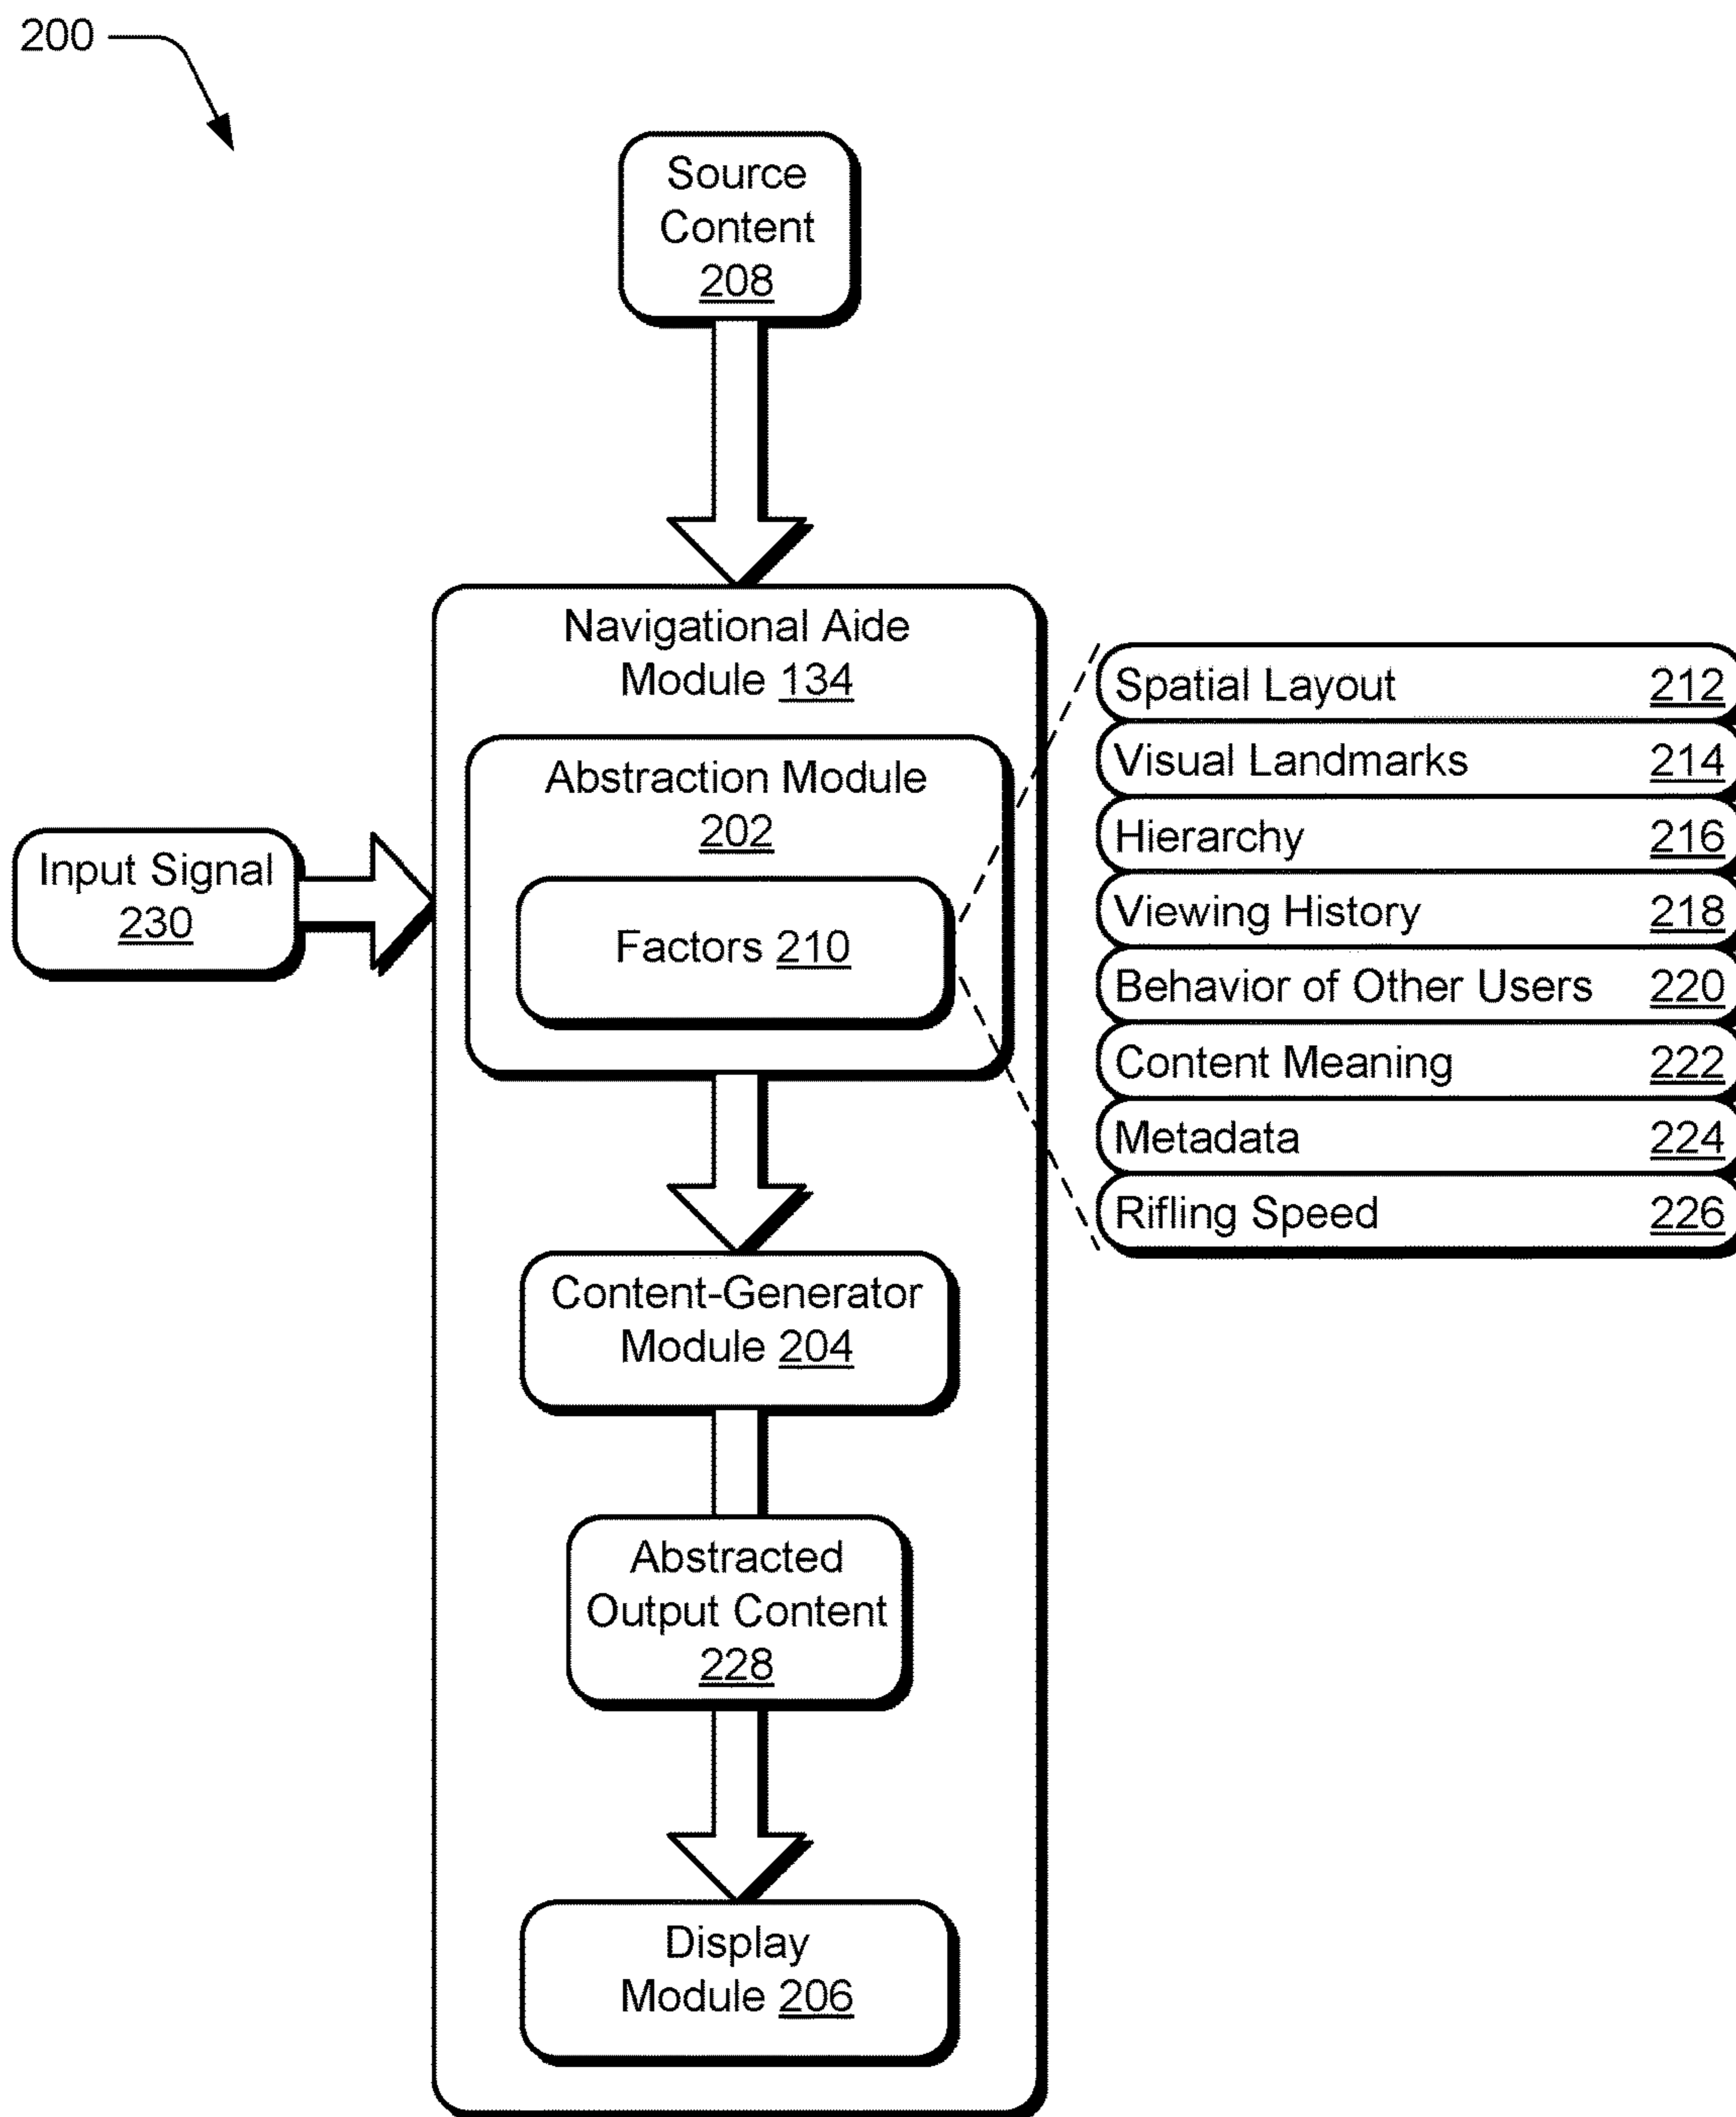 200
Source
Content
208
Navigational Aide
Module 134
Abstraction Module
202
Factors 210
Input Signal
230
Spatial Layout 212
Visual Landmarks 214
Hierarchy 216
Viewing History 218
Behavior of Other Users 220
Content Meaning 222
Metadata 224
Rifling Speed 226
Content-Generator
Module 204
Abstracted
Output Content
228
Display
Module 206